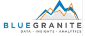 BLUEGRANITE
DATA • INSIGHTS • ANALYTICS